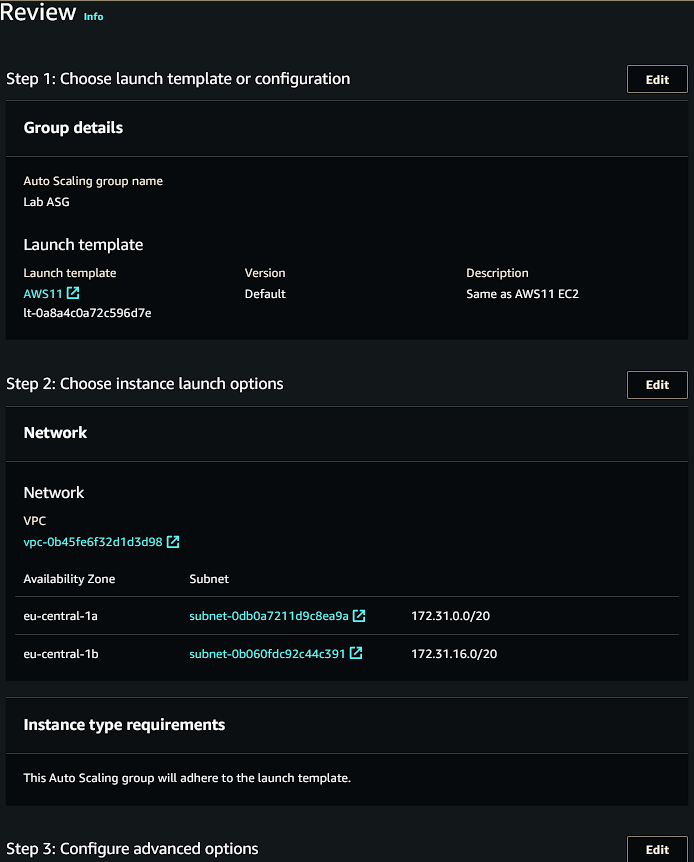 Review Info
Step 1: Choose launch template or configuration Edit
Group details
Auto Scaling group name
Lab ASG
Launch template
Launch template Version Description
AWS11 Default Same as AWS11 EC2
lt-0a8a4c0a72c596d7e
Step 2: Choose instance launch options Edit
Network
Network
VPC
vpc-0b45fe6f32d1d3d98
Availability Zone Subnet
eu-central-1a subnet-0db0a7211d9c8ea9a 172.31.0.0/20
eu-central-1b subnet-0b060fdc92c44c391 172.31.16.0/20
Instance type requirements
This Auto Scaling group will adhere to the launch template.
Step 3: Configure advanced options Edit